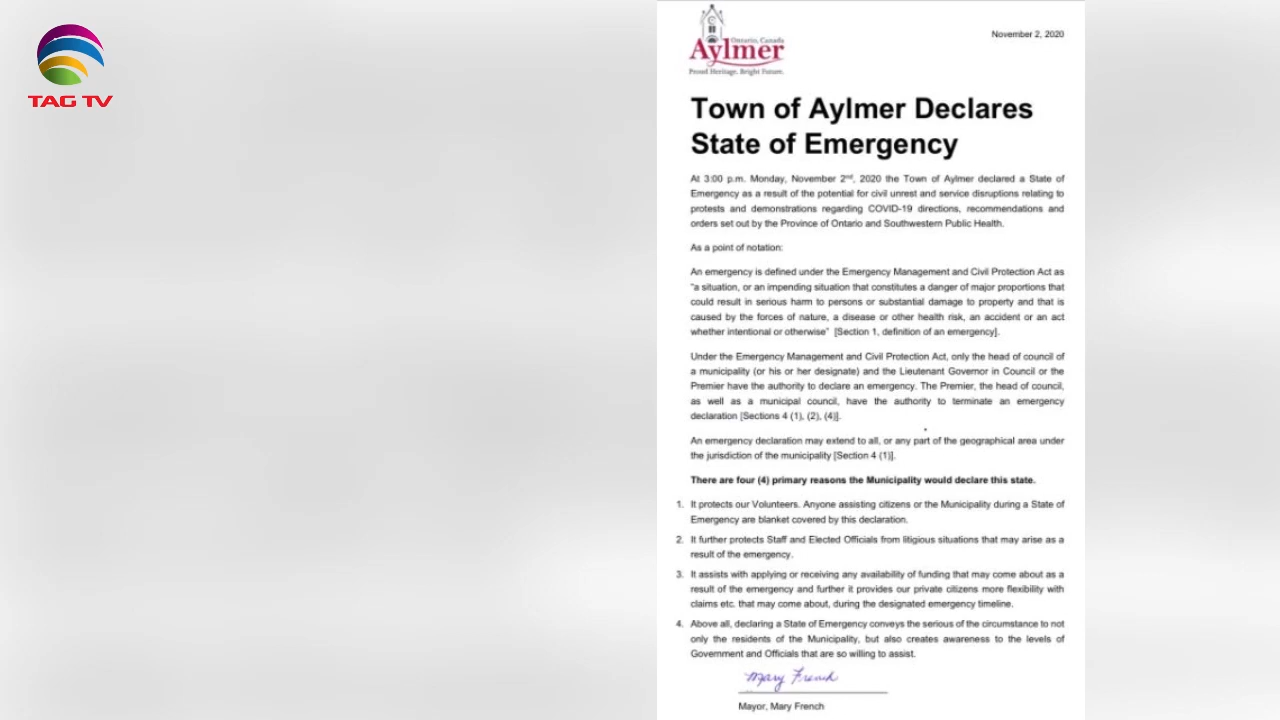 TAG TV
Ontario, Canada
Aylmer
Proud Heritage. Bright Future.
November 2, 2020
Town of Aylmer Declares
State of Emergency
At 3:00 p.m. Monday, November 2nd, 2020 the Town of Aylmer declared a State of
Emergency as a result of the potential for civil unrest and service disruptions relating to
protests and demonstrations regarding COVID-19 directions, recommendations and
orders set out by the Province of Ontario and Southwestern Public Health.
As a point of notation:
An emergency is defined under the Emergency Management and Civil Protection Act as
"a situation, or an impending situation that constitutes a danger of major proportions that
could result in serious harm to persons or substantial damage to property and that is
caused by the forces of nature, a disease or other health risk, an accident or an act
whether intentional or otherwise" [Section 1, definition of an emergency].
Under the Emergency Management and Civil Protection Act, only the head of council of
a municipality (or his or her designate) and the Lieutenant Governor in Council or the
Premier have the authority to declare an emergency. The Premier, the head of council,
as well as a municipal council, have the authority to terminate an emergency
declaration [Sections 4 (1), (2), (4)].
An emergency declaration may extend to all, or any part of the geographical area under
the jurisdiction of the municipality [Section 4 (1)].
There are four (4) primary reasons the Municipality would declare this state.
1. It protects our Volunteers. Anyone assisting citizens or the Municipality during a State of
Emergency are blanket covered by this declaration.
2. It further protects Staff and Elected Officials from litigious situations that may arise as a
result of the emergency.
3. It assists with applying or receiving any availability of funding that may come about as a
result of the emergency and further it provides our private citizens more flexibility with
claims etc. that may come about, during the designated emergency timeline.
4. Above all, declaring a State of Emergency conveys the serious of the circumstance to not
only the residents of the Municipality, but also creates awareness to the levels of
Government and Officials that are so willing to assist.
Mary French
Mayor, Mary French